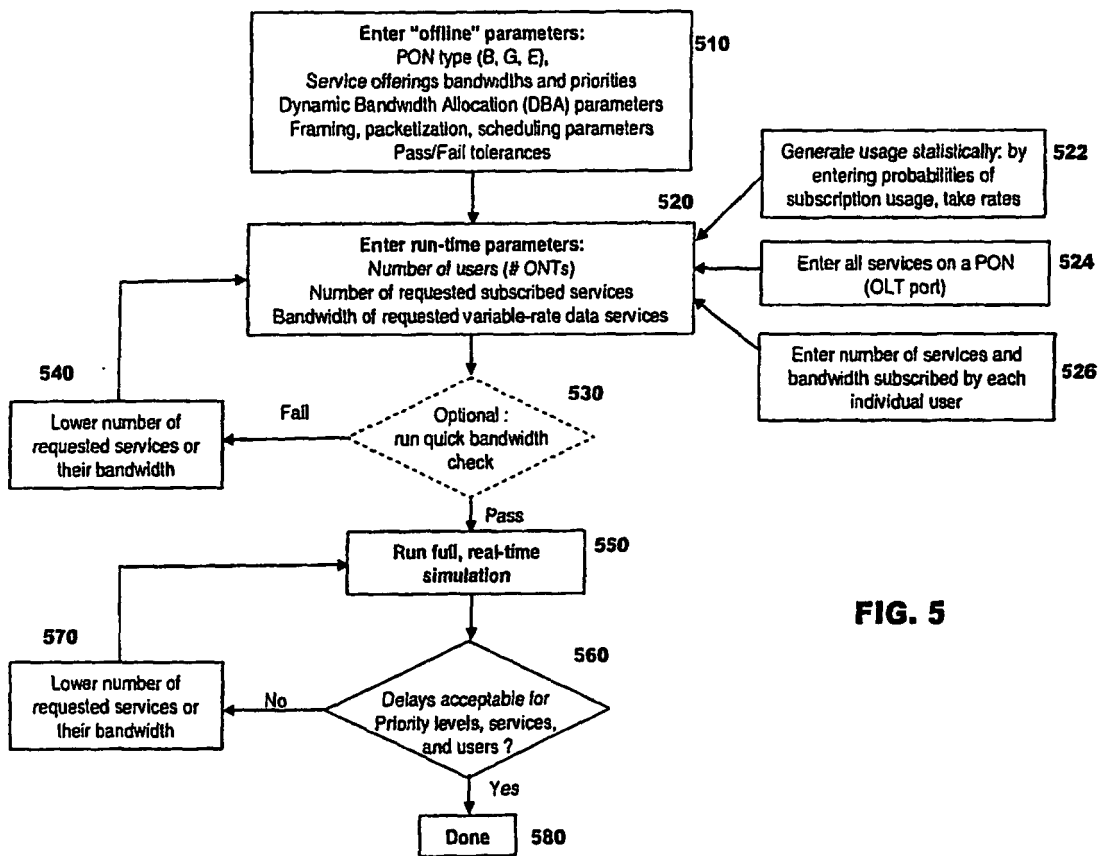 Enter "offline" parameters:
PON type (B, G, E),
Service offerings bandwidths and priorities
Dynamic Bandwidth Allocation (DBA) parameters
Framing, packetization, scheduling parameters
Pass/Fail tolerances
510
520
Enter run-time parameters:
Number of users (# ONTs)
Number of requested subscribed services
Bandwidth of requested variable-rate data services
Generate usage statistically: by
entering probabilities of
subscription usage, take rates
522
Enter all services on a PON
(OLT port)
524
Enter number of services and
bandwidth subscribed by each
individual user
526
540
Lower number of
requested services or
their bandwidth
Fail
530
Optional :
run quick bandwidth
check
Pass
Run full, real-time
simulation
550
FIG. 5
570
Lower number of
requested services or
their bandwidth
No
560
Delays acceptable for
Priority levels, services,
and users ?
Yes
Done
580